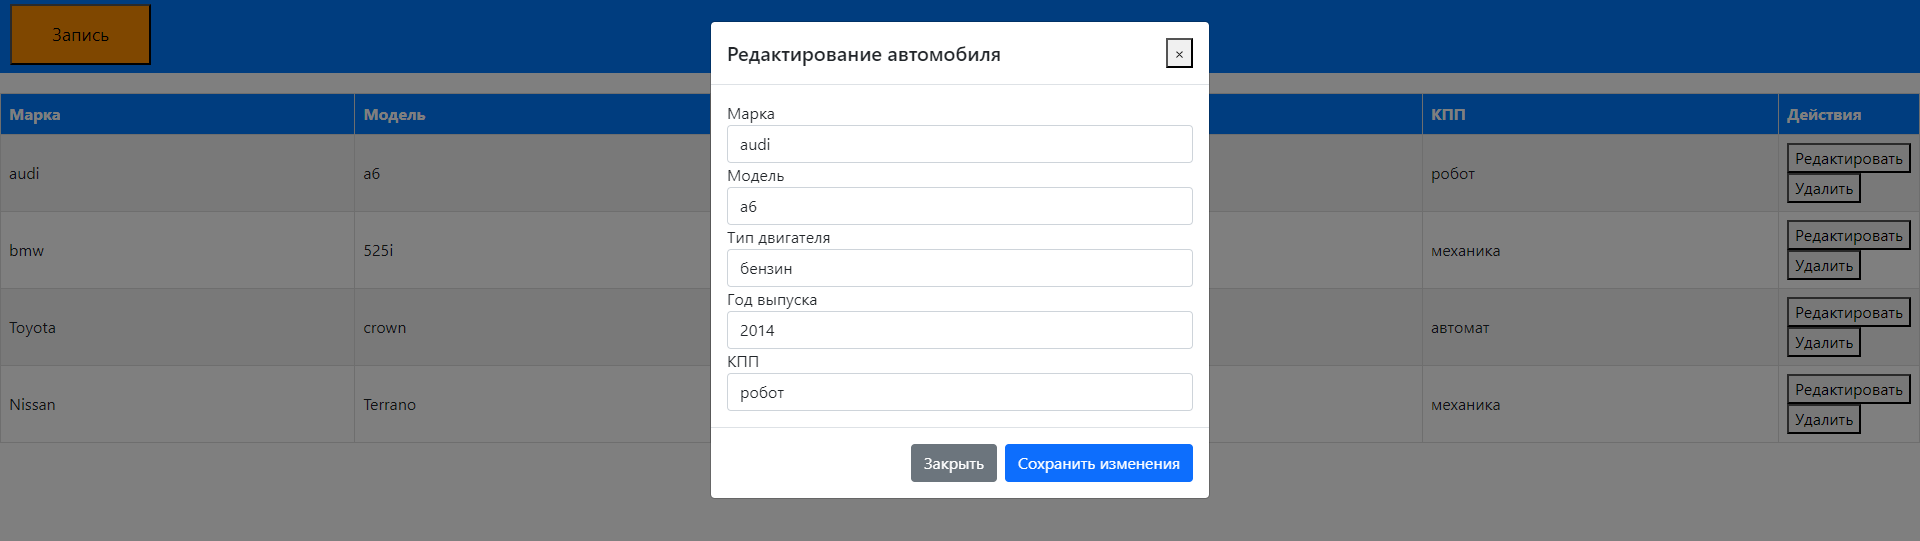 Запись
Редактирование автомобиля
×
Марка
audi
Модель
a6
Тип двигателя
бензин
Год выпуска
2014
КПП
робот
Закрыть Сохранить изменения
Марка Модель КПП Действия
audi a6 робот Редактировать
Удалить
bmw 525i механика Редактировать
Удалить
Toyota crown автомат Редактировать
Удалить
Nissan Terrano механика Редактировать
Удалить